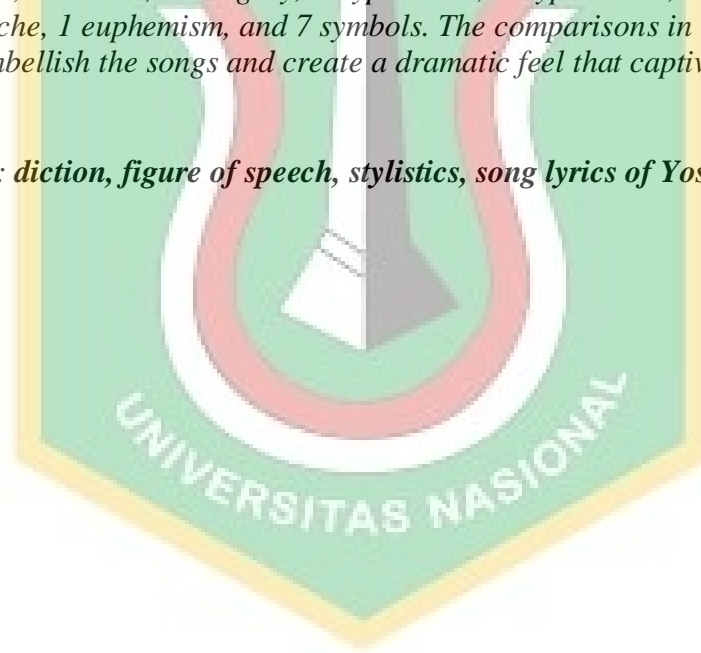 che, 1 euphemism, and 7 symbols. The comparisons in
mbellish the songs and create a dramatic feel that captiv
: diction, figure of speech, stylistics, song lyrics of Yos
UNIVERSITAS NASIONAL